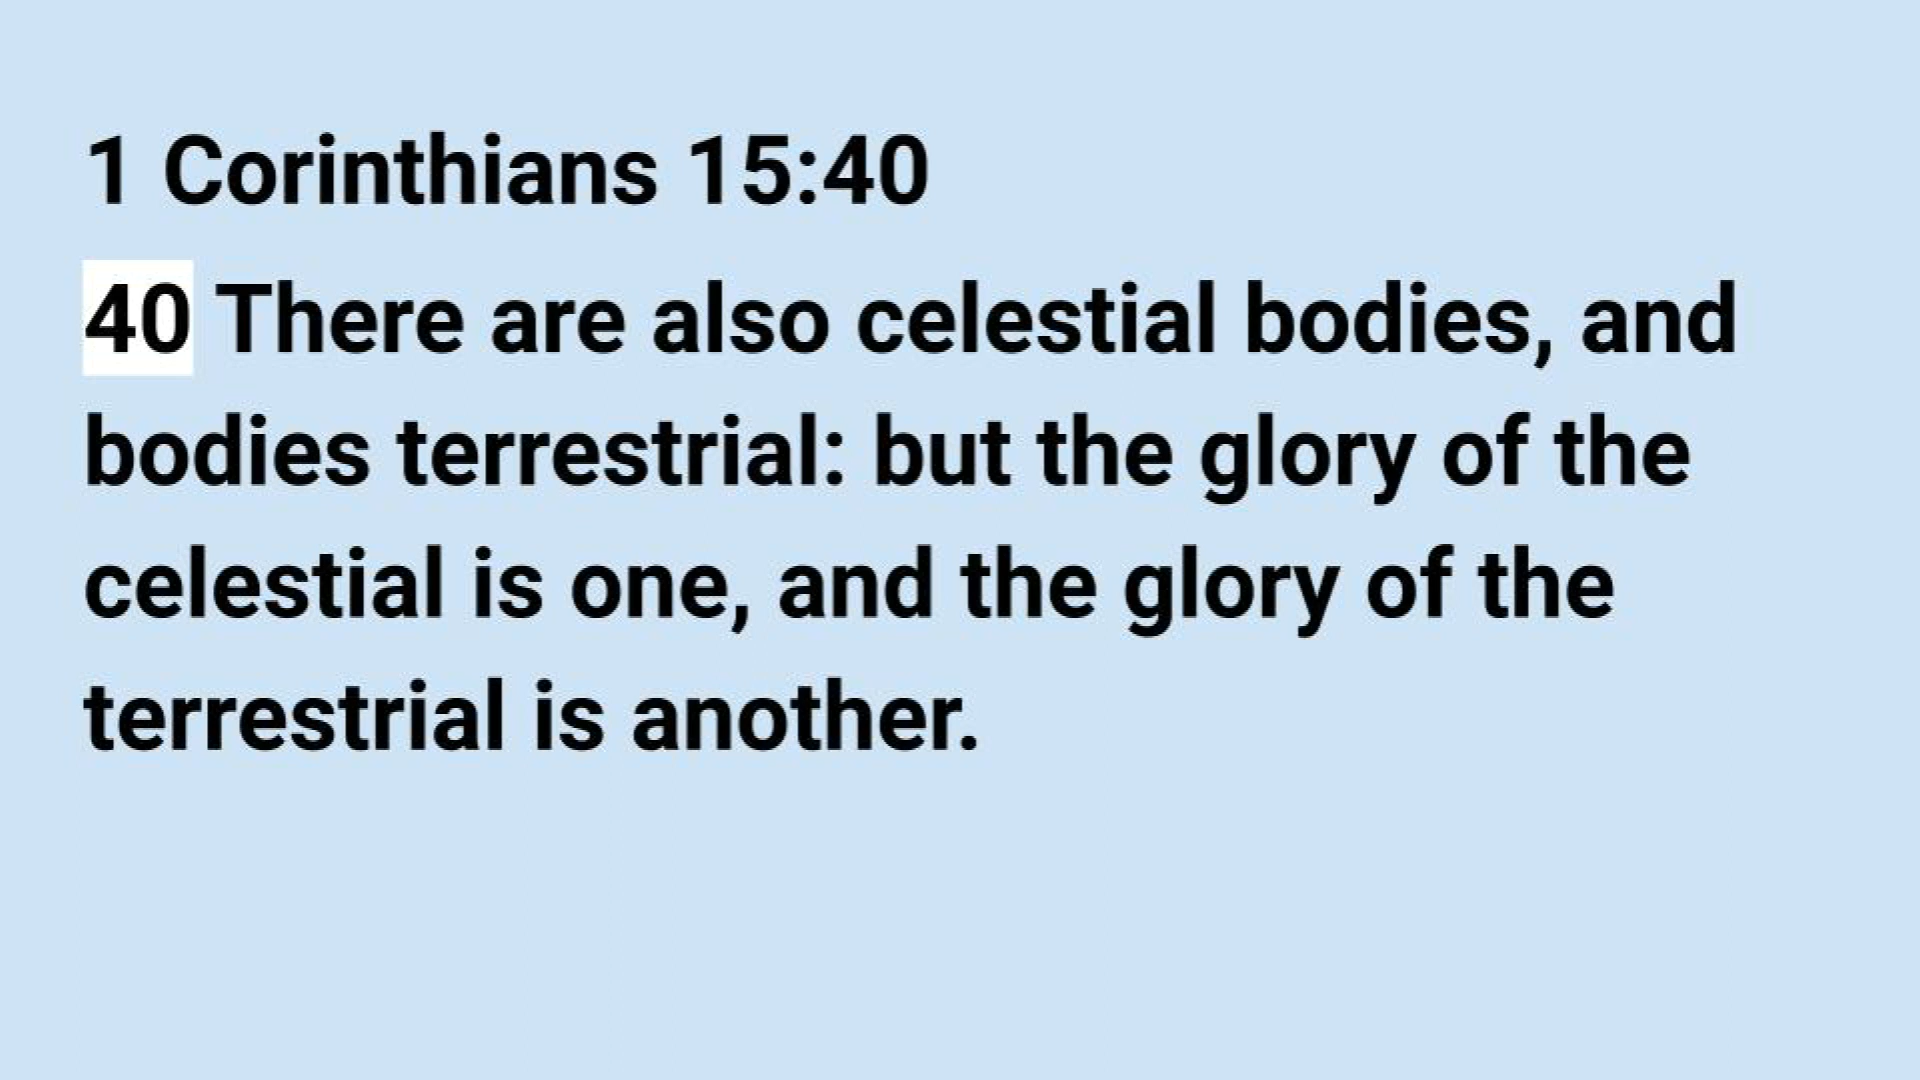 1 Corinthians 15:40
40 There are also celestial bodies, and
bodies terrestrial: but the glory of the
celestial is one, and the glory of the
terrestrial is another.